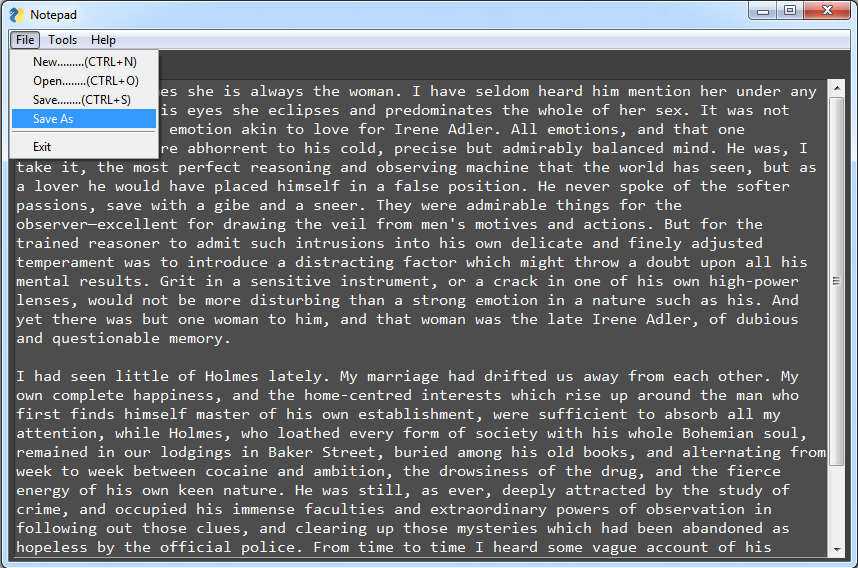 Notepad
File Tools Help
New.........(CTRL+N)
Open........(CTRL+O)
Save........(CTRL+S)
Save As
Exit
es she is always the woman. I have seldom heard him mention her under any
is eyes she eclipses and predominates the whole of her sex. It was not
emotion akin to love for Irene Adler. All emotions, and that one
re abhorrent to his cold, precise but admirably balanced mind. He was, I
take it, the most perfect reasoning and observing machine that the world has seen, but as
a lover he would have placed himself in a false position. He never spoke of the softer
passions, save with a gibe and a sneer. They were admirable things for the
observer—excellent for drawing the veil from men's motives and actions. But for the
trained reasoner to admit such intrusions into his own delicate and finely adjusted
temperament was to introduce a distracting factor which might throw a doubt upon all his
mental results. Grit in a sensitive instrument, or a crack in one of his own high-power
lenses, would not be more disturbing than a strong emotion in a nature such as his. And
yet there was but one woman to him, and that woman was the late Irene Adler, of dubious
and questionable memory.
I had seen little of Holmes lately. My marriage had drifted us away from each other. My
own complete happiness, and the home-centred interests which rise up around the man who
first finds himself master of his own establishment, were sufficient to absorb all my
attention, while Holmes, who loathed every form of society with his whole Bohemian soul,
remained in our lodgings in Baker Street, buried among his old books, and alternating from
week to week between cocaine and ambition, the drowsiness of the drug, and the fierce
energy of his own keen nature. He was still, as ever, deeply attracted by the study of
crime, and occupied his immense faculties and extraordinary powers of observation in
following out those clues, and clearing up those mysteries which had been abandoned as
hopeless by the official police. From time to time I heard some vague account of his